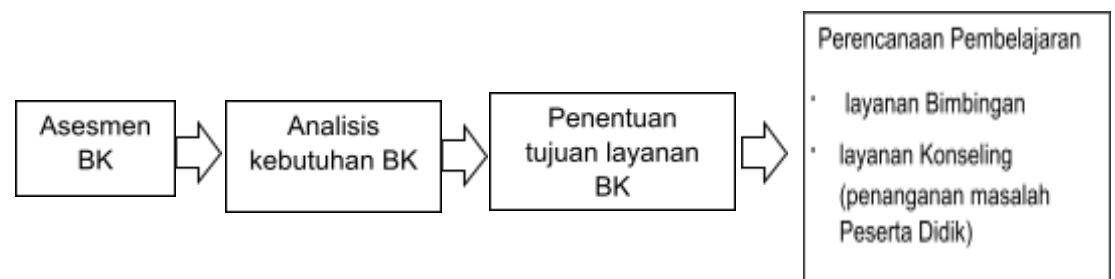 Asesmen
BK
Analisis
kebutuhan BK
Penentuan
tujuan layanan
BK
Perencanaan Pembelajaran
· layanan Bimbingan
· layanan Konseling
(penanganan masalah
Peserta Didik)